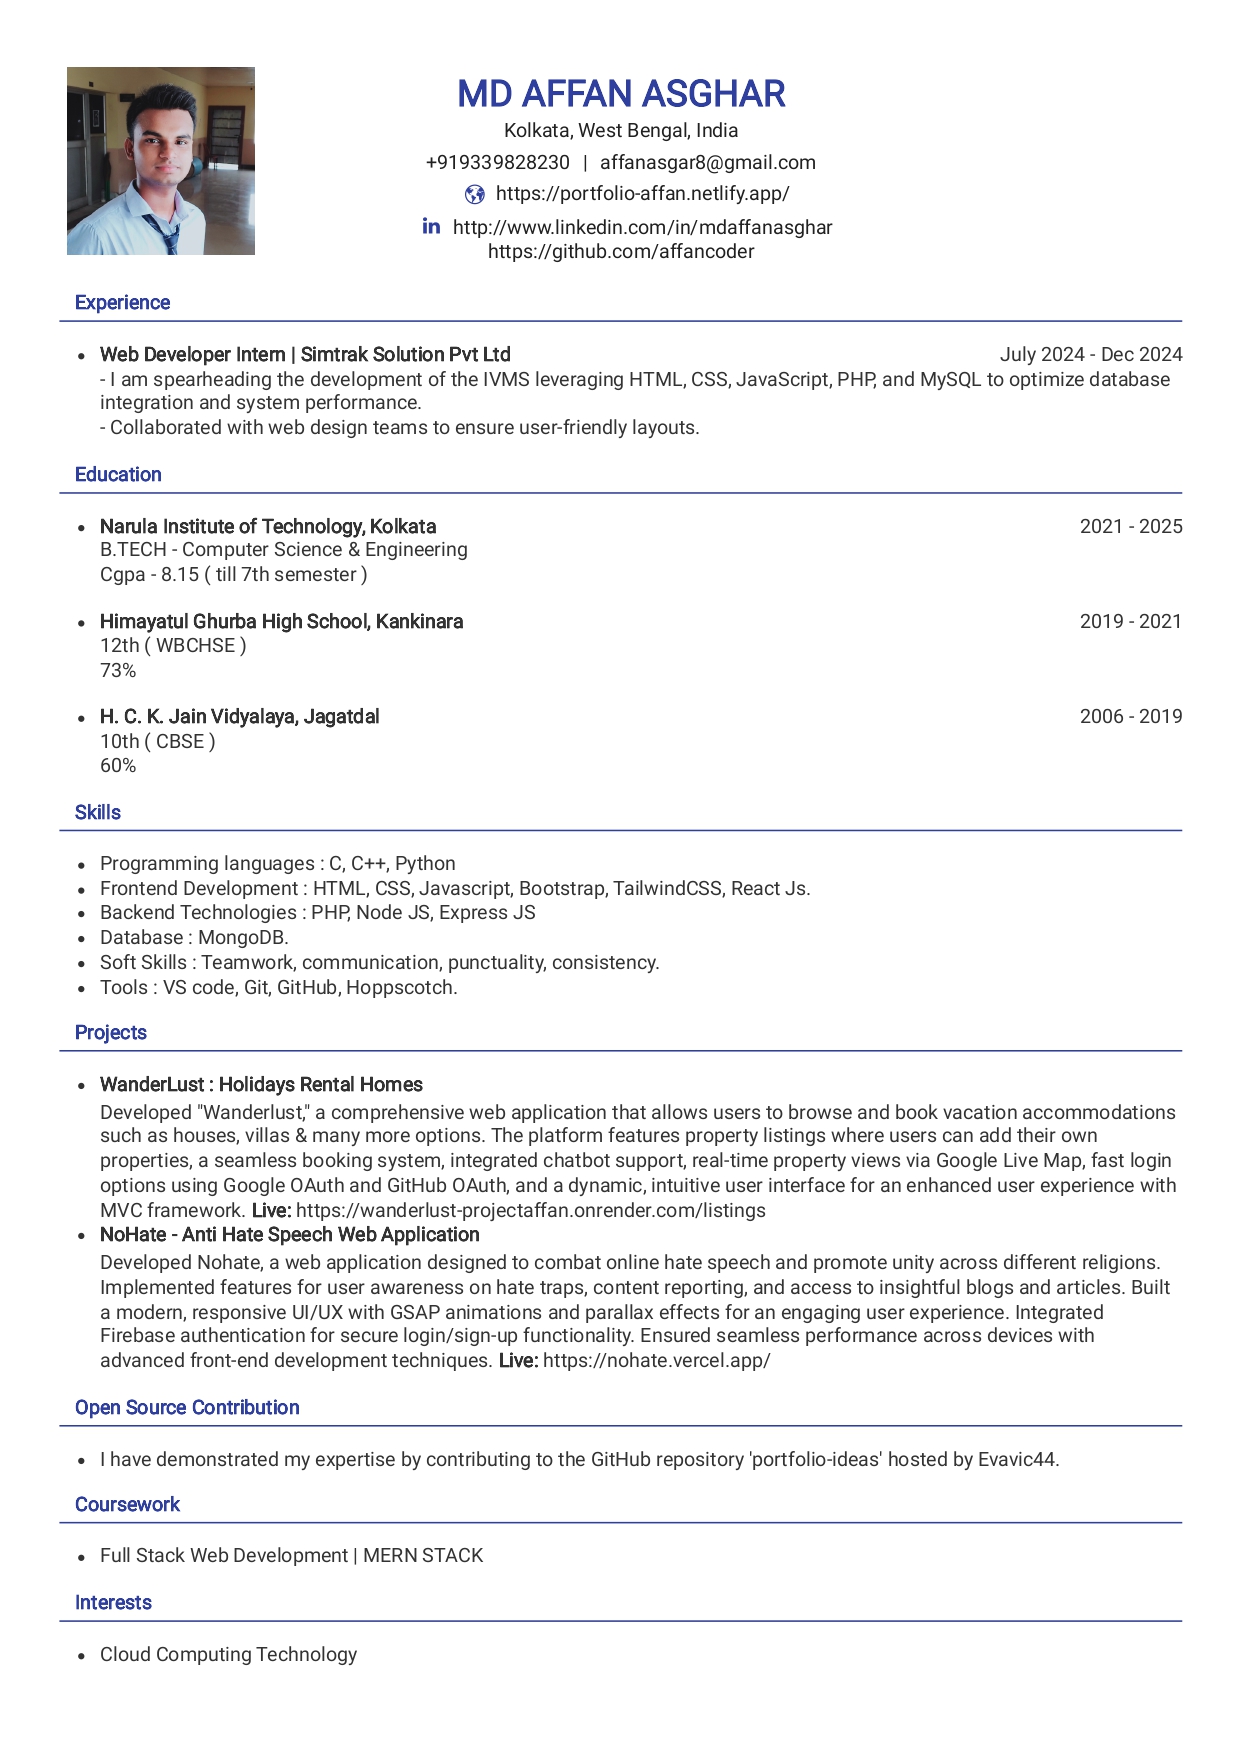 MD AFFAN ASGHAR
Kolkata, West Bengal, India
+919339828230 | affanasgar8@gmail.com
https://portfolio-affan.netlify.app/
in http://www.linkedin.com/in/mdaffanasghar
https://github.com/affancoder
Experience
• Web Developer Intern | Simtrak Solution Pvt Ltd July 2024 - Dec 2024
- I am spearheading the development of the IVMS leveraging HTML, CSS, JavaScript, PHP, and MySQL to optimize database
integration and system performance.
- Collaborated with web design teams to ensure user-friendly layouts.
Education
• Narula Institute of Technology, Kolkata 2021 - 2025
B.TECH - Computer Science & Engineering
Cgpa - 8.15 ( till 7th semester )
• Himayatul Ghurba High School, Kankinara 2019 - 2021
12th ( WBCHSE )
73%
• H. C. K. Jain Vidyalaya, Jagatdal 2006 - 2019
10th ( CBSE )
60%
Skills
• Programming languages : C, C++, Python
• Frontend Development : HTML, CSS, Javascript, Bootstrap, TailwindCSS, React Js.
• Backend Technologies : PHP, Node JS, Express JS
• Database : MongoDB.
• Soft Skills : Teamwork, communication, punctuality, consistency.
• Tools : VS code, Git, GitHub, Hoppscotch.
Projects
• WanderLust : Holidays Rental Homes
Developed "Wanderlust," a comprehensive web application that allows users to browse and book vacation accommodations
such as houses, villas & many more options. The platform features property listings where users can add their own
properties, a seamless booking system, integrated chatbot support, real-time property views via Google Live Map, fast login
options using Google OAuth and GitHub OAuth, and a dynamic, intuitive user interface for an enhanced user experience with
MVC framework. Live: https://wanderlust-projectaffan.onrender.com/listings
• NoHate - Anti Hate Speech Web Application
Developed Nohate, a web application designed to combat online hate speech and promote unity across different religions.
Implemented features for user awareness on hate traps, content reporting, and access to insightful blogs and articles. Built
a modern, responsive UI/UX with GSAP animations and parallax effects for an engaging user experience. Integrated
Firebase authentication for secure login/sign-up functionality. Ensured seamless performance across devices with
advanced front-end development techniques. Live: https://nohate.vercel.app/
Open Source Contribution
• I have demonstrated my expertise by contributing to the GitHub repository 'portfolio-ideas' hosted by Evavic44.
Coursework
• Full Stack Web Development | MERN STACK
Interests
• Cloud Computing Technology